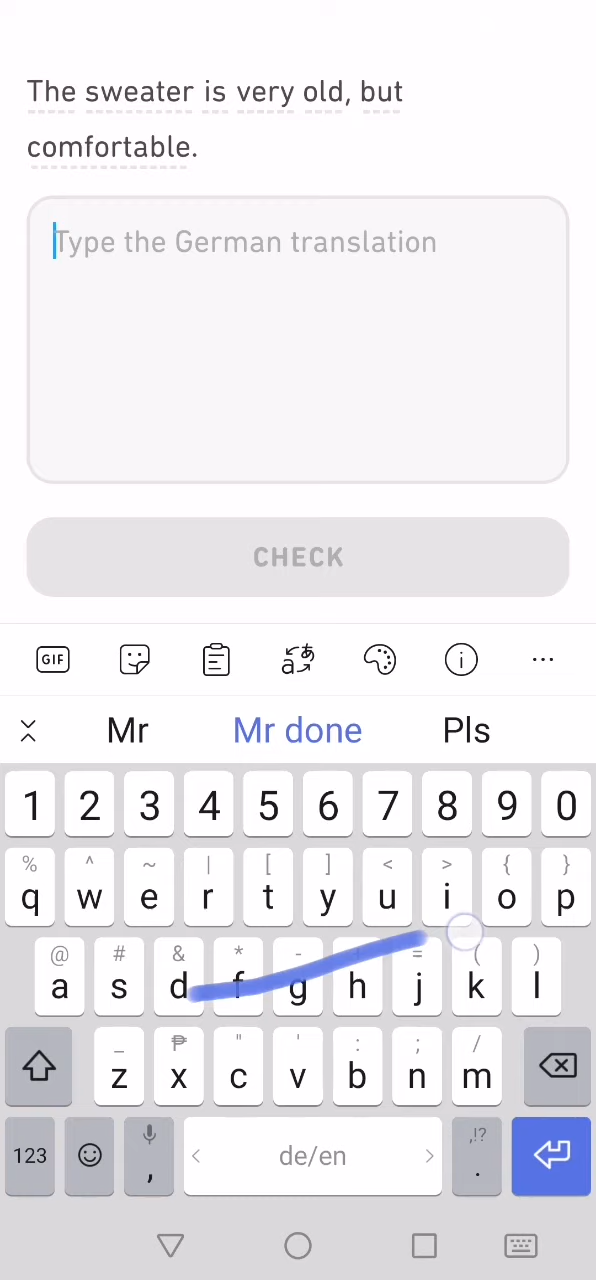 The sweater is very old, but
comfortable.
Type the German translation
CHECK
GIF
Mr Mr done Pls
1 2 3 4 5 6 7 8 9 0
% ^ ~ | [ ] < > { }
q w e r t y u i o p
@ # & * - = ( )
a s d f g h j k l
_ ₱ " ' : ; /
z x c v b n m
123 , < de/en > ,!? .